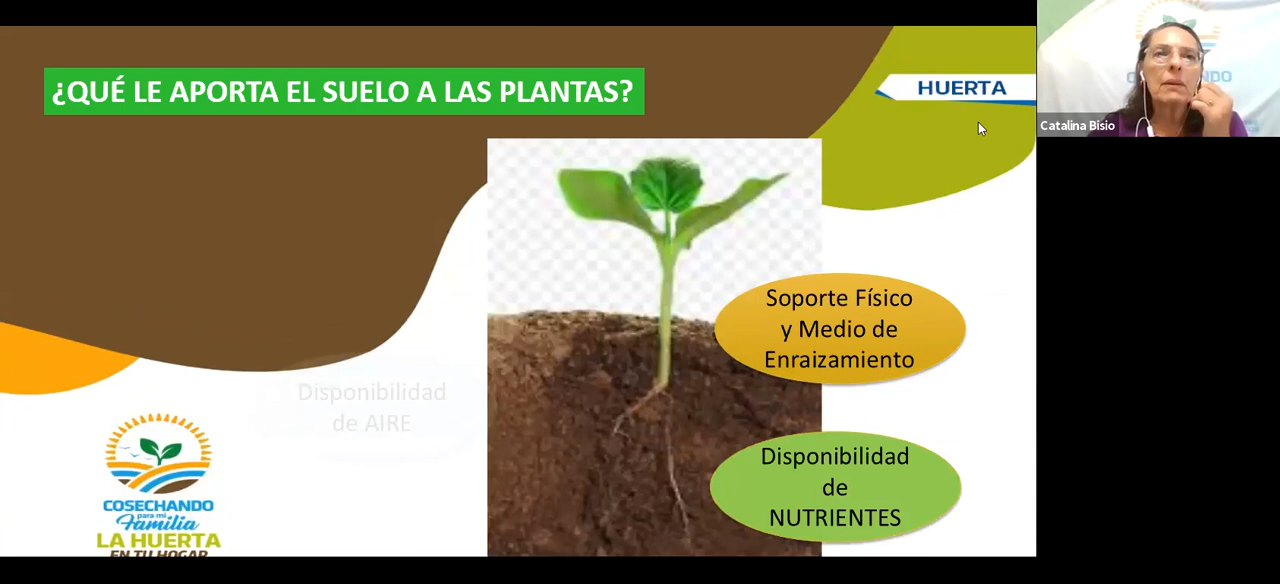 ¿QUÉ LE APORTA EL SUELO A LAS PLANTAS?
HUERTA
Catalina Bisio
Soporte Físico
y Medio de
Enraizamiento
Disponibilidad
de AIRE
Disponibilidad
de
NUTRIENTES
COSECHANDO
para mi
Familia
LA HUERTA
EN TU HOGAR